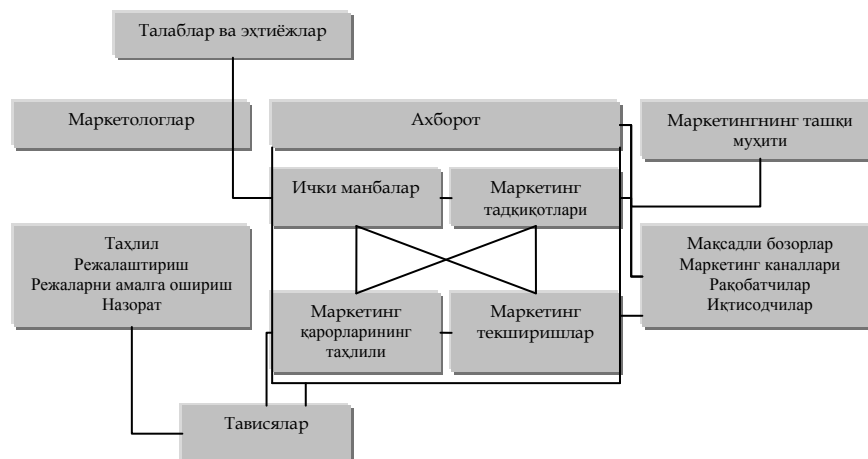 Талаблар ва эҳтиёжлар
Маркетологлар
Ахборот
Маркетингнинг ташқи
муҳити
Ички манбалар
Маркетинг
тадқиқотлари
Таҳлил
Режалаштириш
Режаларни амалга ошириш
Назорат
Мақсадли бозорлар
Маркетинг каналлари
Рақобатчилар
Иқтисодчилар
Маркетинг
қарорларининг
таҳлили
Маркетинг
текширишлар
Тависялар